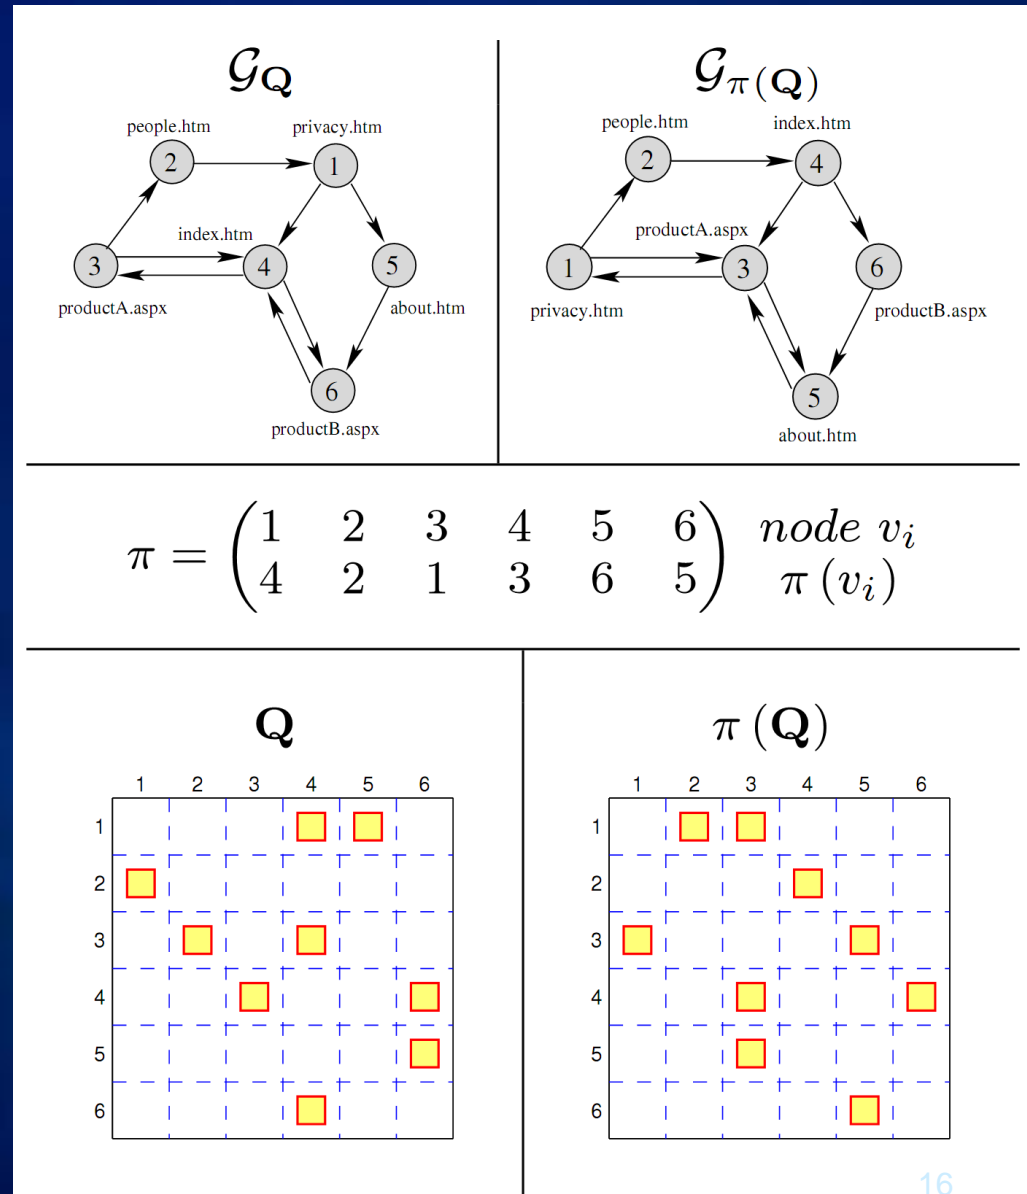 𝒢_Q
people.htm
privacy.htm
2
1
index.htm
3
4
5
productA.aspx
about.htm
6
productB.aspx
𝒢_π(Q)
people.htm
index.htm
2
4
productA.aspx
1
3
6
privacy.htm
productB.aspx
5
about.htm
π = (1 2 3 4 5 6) node v_i
(4 2 1 3 6 5) π (v_i)
Q
1 2 3 4 5 6
1
2
3
4
5
6
π (Q)
1 2 3 4 5 6
1
2
3
4
5
6
16